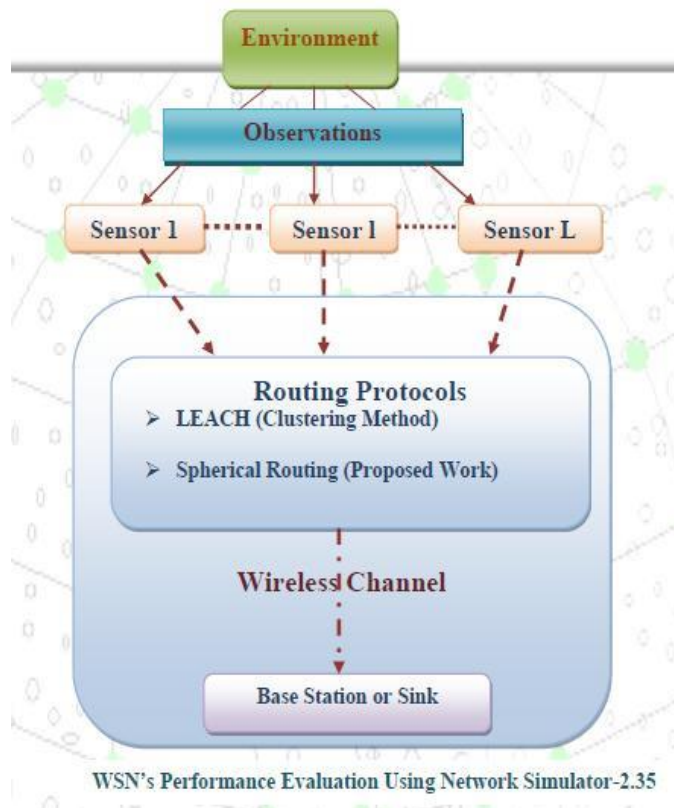 Environment
Observations
Sensor 1
Sensor l
Sensor L
Routing Protocols
➢ LEACH (Clustering Method)
➢ Spherical Routing (Proposed Work)
Wireless Channel
Base Station or Sink
WSN's Performance Evaluation Using Network Simulator-2.35